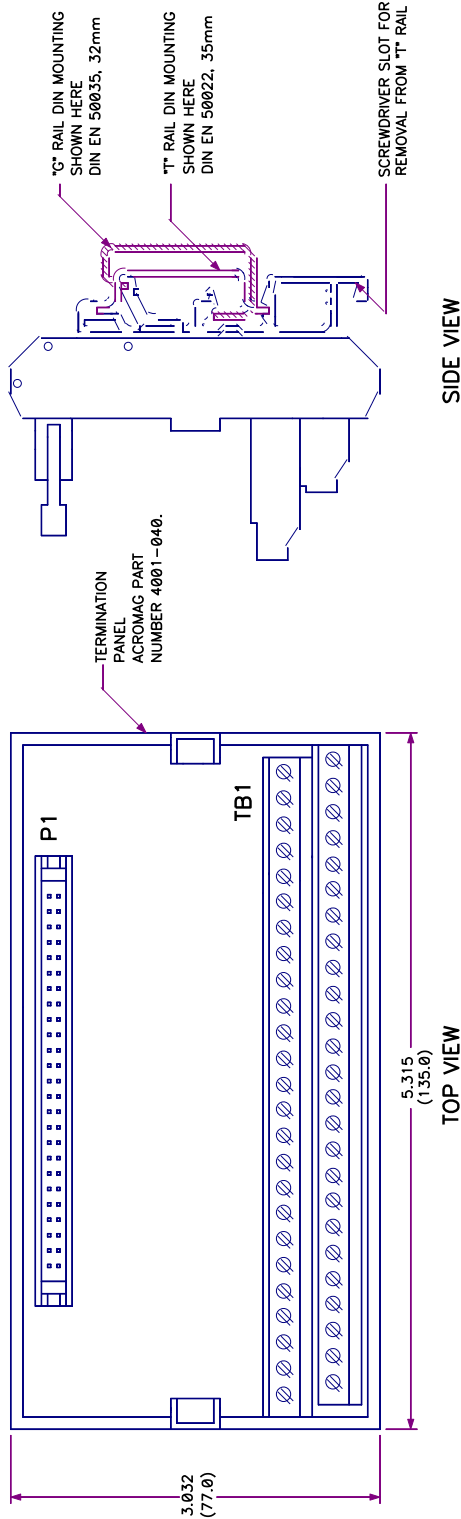 "G" RAIL DIN MOUNTING
SHOWN HERE
DIN EN 50035, 32mm
"T" RAIL DIN MOUNTING
SHOWN HERE
DIN EN 50022, 35mm
SCREWDRIVER SLOT FOR
REMOVAL FROM "T" RAIL
SIDE VIEW
TERMINATION
PANEL
ACROMAG PART
NUMBER 4001-040.
P1
TB1
3.032
(77.0)
5.315
(135.0)
TOP VIEW